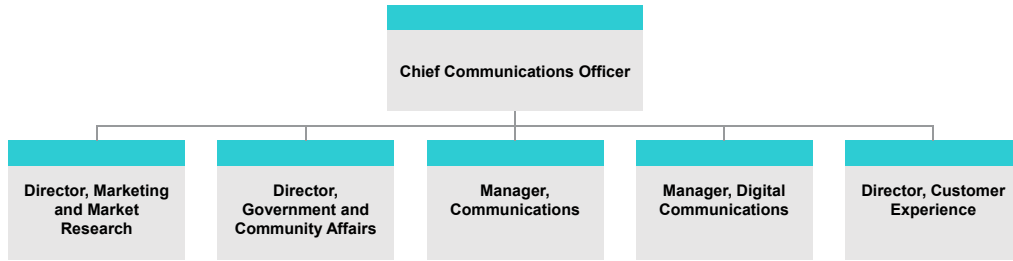 Chief Communications Officer
Director, Marketing
and Market
Research
Director,
Government and
Community Affairs
Manager,
Communications
Manager, Digital
Communications
Director, Customer
Experience